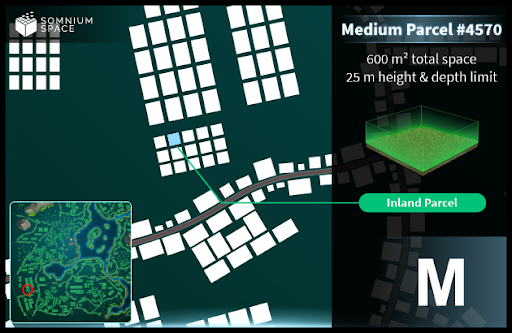 SOMNIUM
SPACE
Medium Parcel #4570
600 m² total space
25 m height & depth limit
Inland Parcel
M